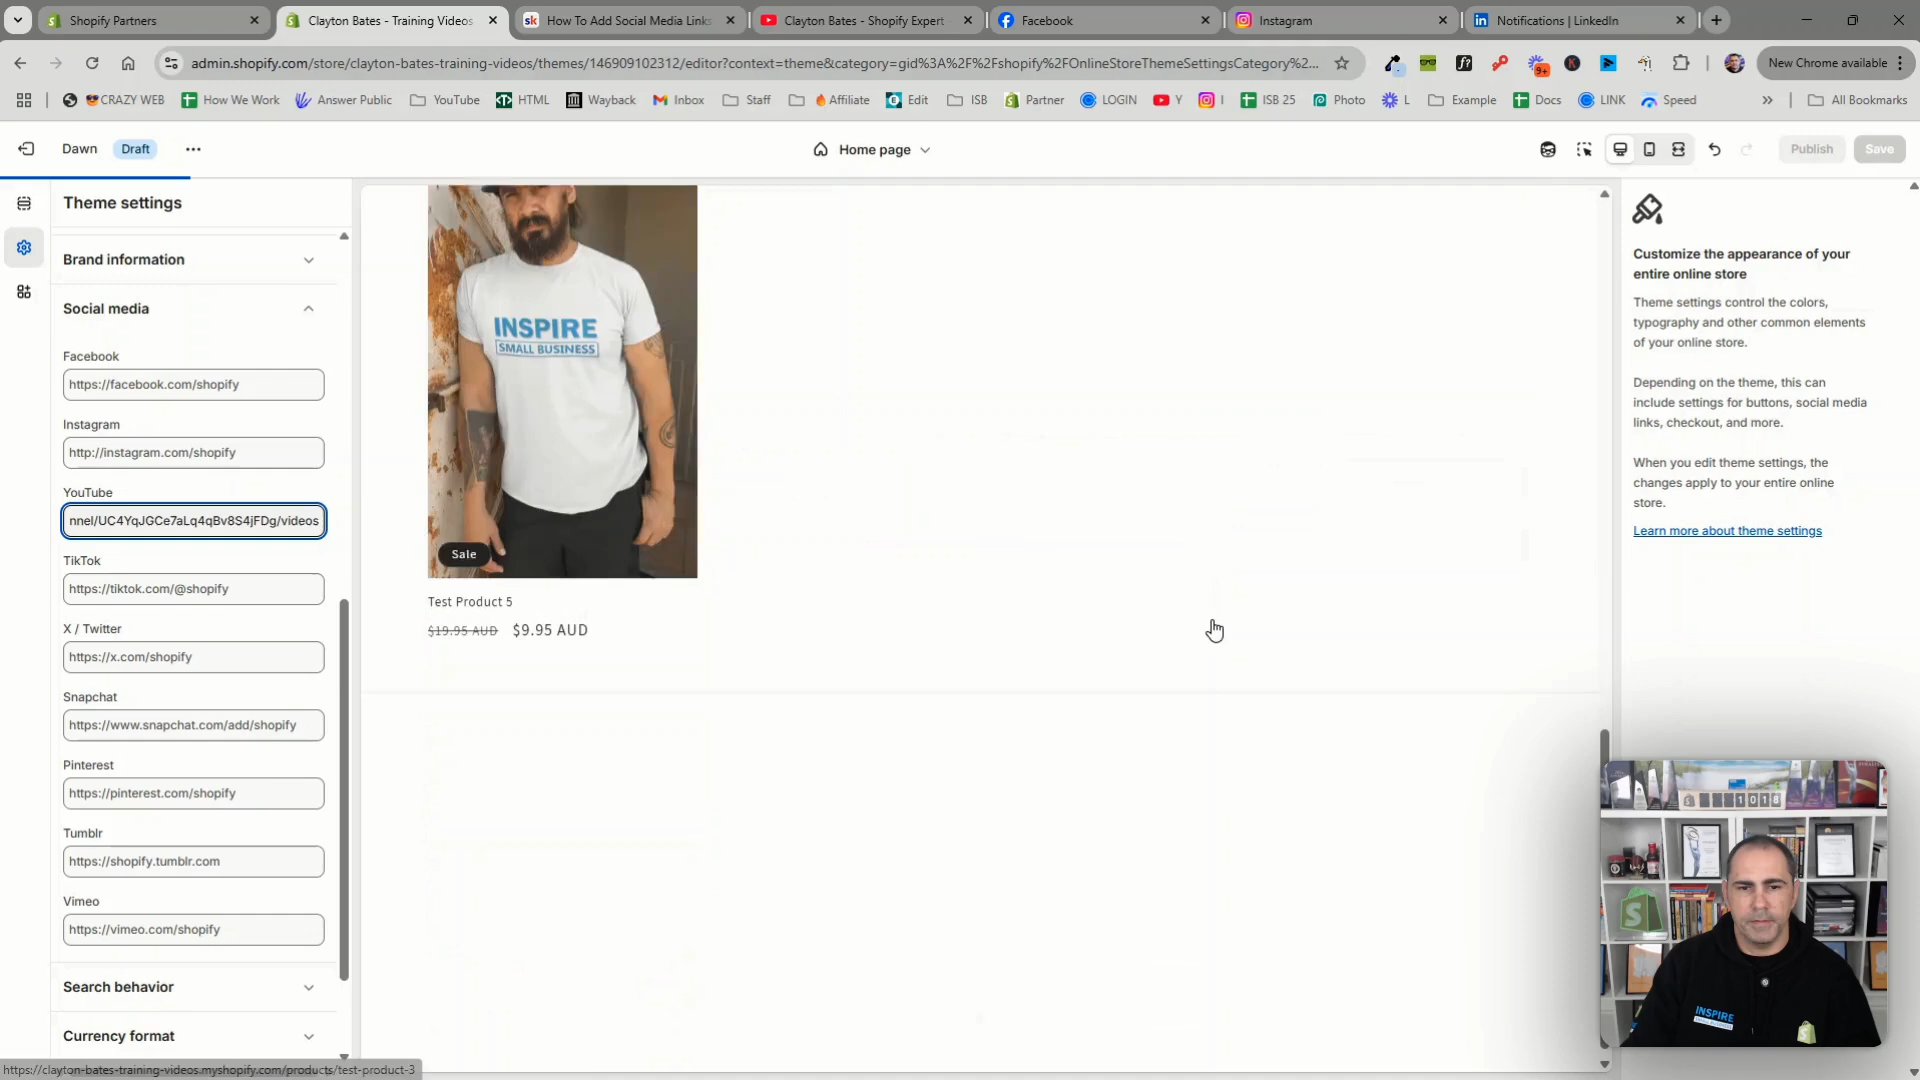 Shopify Partners
Clayton Bates - Training Videos
How To Add Social Media Links
Clayton Bates - Shopify Expert
Facebook
Instagram
Notifications | LinkedIn
admin.shopify.com/store/clayton-bates-training-videos/themes/146909102312/editor?context=theme&category=gid%3A%2F%2Fshopify%2FOnlineStoreThemeSettingsCategory%2...
9+
New Chrome available
CRAZY WEB
How We Work
Answer Public
YouTube
HTML
Wayback
Inbox
Staff
Affiliate
Edit
ISB
Partner
LOGIN
Y
I
ISB 25
Photo
L
Example
Docs
LINK
Speed
All Bookmarks
Dawn
Draft
Home page
Publish
Save
Theme settings
Brand information
Social media
Facebook
https://facebook.com/shopify
Instagram
http://instagram.com/shopify
YouTube
nnel/UC4YqJGCe7aLq4qBv8S4jFDg/videos
TikTok
https://tiktok.com/@shopify
X / Twitter
https://x.com/shopify
Snapchat
https://www.snapchat.com/add/shopify
Pinterest
https://pinterest.com/shopify
Tumblr
https://shopify.tumblr.com
Vimeo
https://vimeo.com/shopify
Search behavior
Currency format
https://clayton-bates-training-videos.myshopify.com/products/test-product-3
INSPIRE
SMALL BUSINESS
Sale
Test Product 5
$19.95 AUD $9.95 AUD
Customize the appearance of your
entire online store
Theme settings control the colors,
typography and other common elements
of your online store.
Depending on the theme, this can
include settings for buttons, social media
links, checkout, and more.
When you edit theme settings, the
changes apply to your entire online
store.
Learn more about theme settings
1018
INSPIRE
SMALL BUSINESS